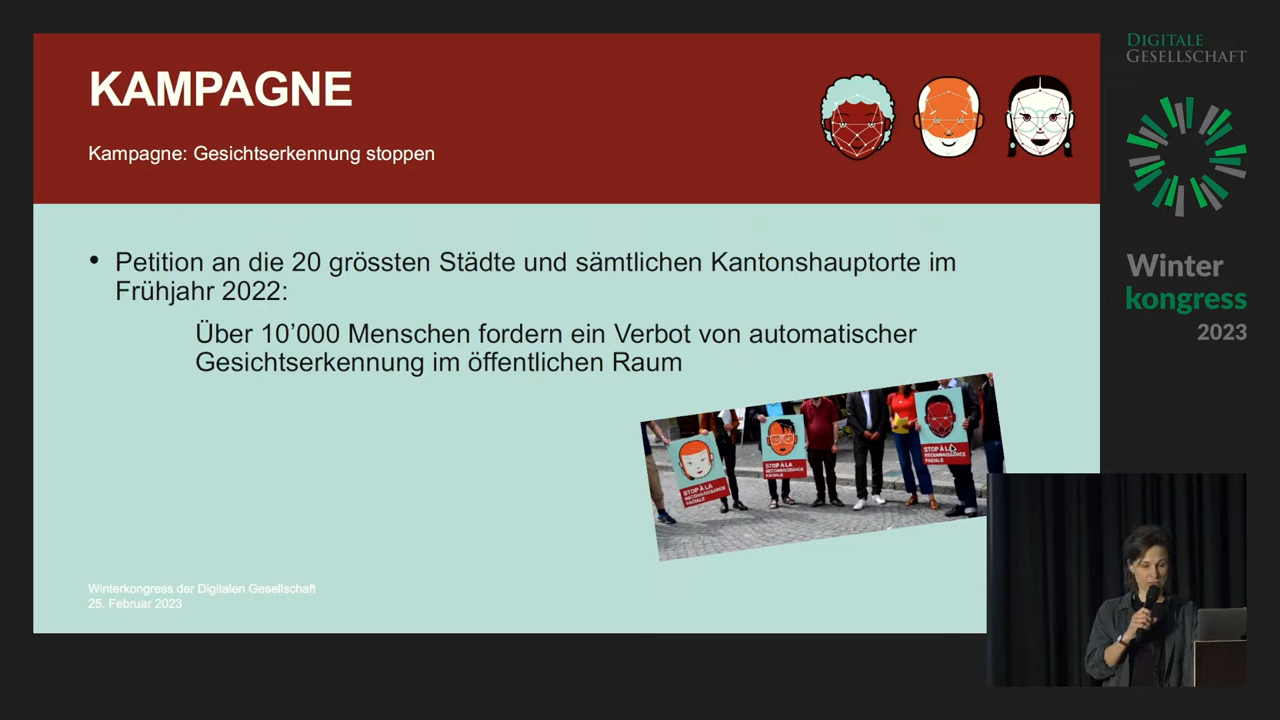 KAMPAGNE
Kampagne: Gesichtserkennung stoppen
• Petition an die 20 grössten Städte und sämtlichen Kantonshauptorte im
Frühjahr 2022:
Über 10’000 Menschen fordern ein Verbot von automatischer
Gesichtserkennung im öffentlichen Raum
STOP À LA
RECONNAISSANCE
FACIALE
STOP À LA
RECONNAISSANCE
FACIALE
STOP À LA
RECONNAISSANCE
FACIALE
Winterkongress der Digitalen Gesellschaft
25. Februar 2023
DIGITALE
GESELLSCHAFT
Winter
kongress
2023